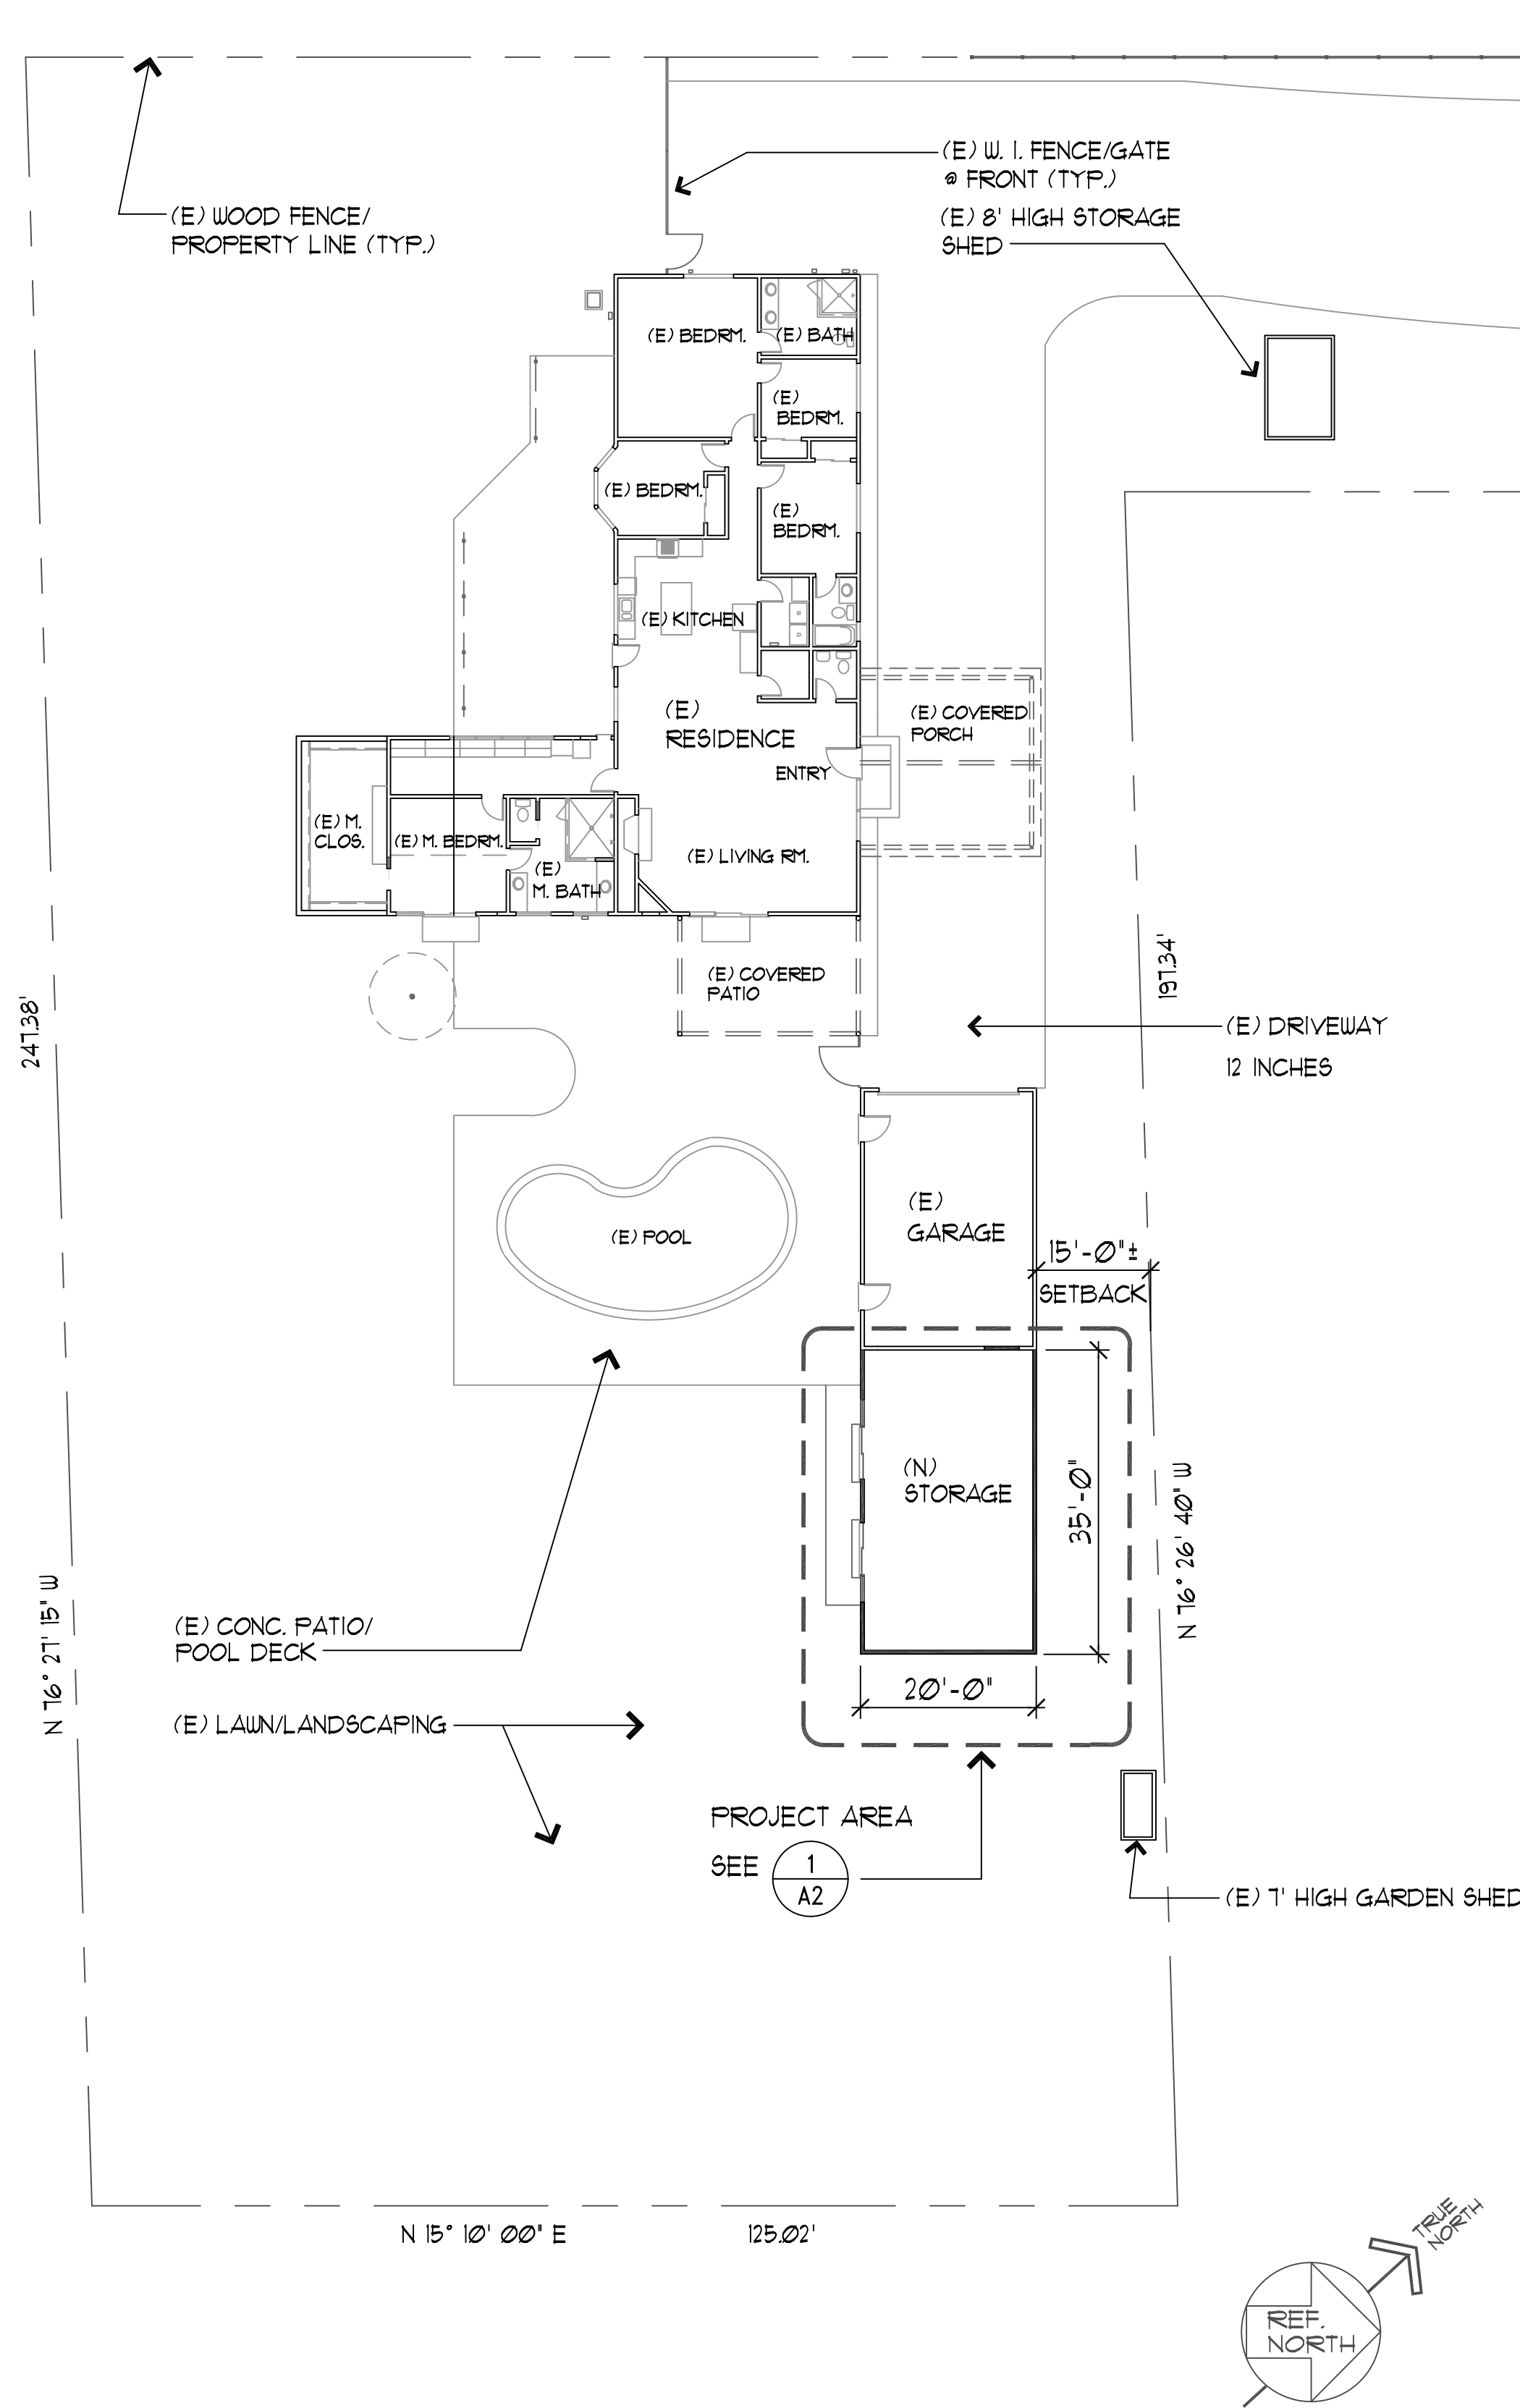 (E) W. I. FENCE/GATE
@ FRONT (TYP.)
(E) WOOD FENCE/
PROPERTY LINE (TYP.)
(E) 8' HIGH STORAGE
SHED
(E) BEDRM.
(E) BATH
(E)
BEDRM.
(E) BEDRM.
(E)
BEDRM.
(E) KITCHEN
(E)
RESIDENCE
(E) COVERED
PORCH
ENTRY
(E) M.
CLOS.
(E) M. BEDRM.
(E)
M. BATH
(E) LIVING RM.
(E) COVERED
PATIO
247.38'
197.34'
(E) DRIVEWAY
12 INCHES
(E)
GARAGE
(E) POOL
15'-0"±
SETBACK
(N)
STORAGE
35'-0"
20'-0"
N 76° 26' 40" W
N 76° 27' 15" W
(E) CONC. PATIO/
POOL DECK
(E) LAWN/LANDSCAPING
PROJECT AREA
SEE
1
A2
(E) 7' HIGH GARDEN SHED
N 15° 10' 00" E
125.02'
TRUE
NORTH
REF.
NORTH